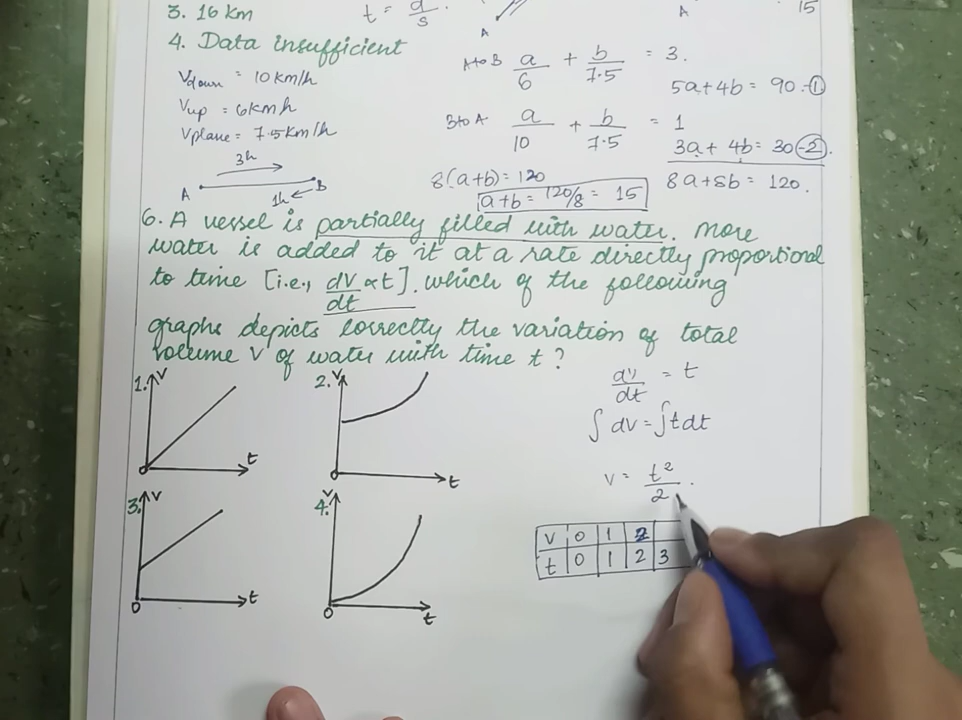 3. 16 km
t = d/s.
A
A
15
4. Data insufficient
Vdown = 10 km/h
Vup = 6 km/h
Vplane = 7.5 km/h
3h
A B
1h
A to B a/6 + b/7.5 = 3.
5a + 4b = 90 - 1
B to A a/10 + b/7.5 = 1
3a + 4b = 30 - 2.
8a + 8b = 120.
8(a+b) = 120
a+b = 120/8 = 15
6. A vessel is partially filled with water. More
water is added to it at a rate directly proportional
to time [i.e., dV/dt ∝ t]. which of the following
graphs depicts correctly the variation of total
volume V of water with time t?
1. V
0 t
2. V
0 t
3. V
0 t
4. V
0 t
dv/dt = t
∫ dv = ∫ t dt
v = t²/2.
V 0 1 2
t 0 1 2 3